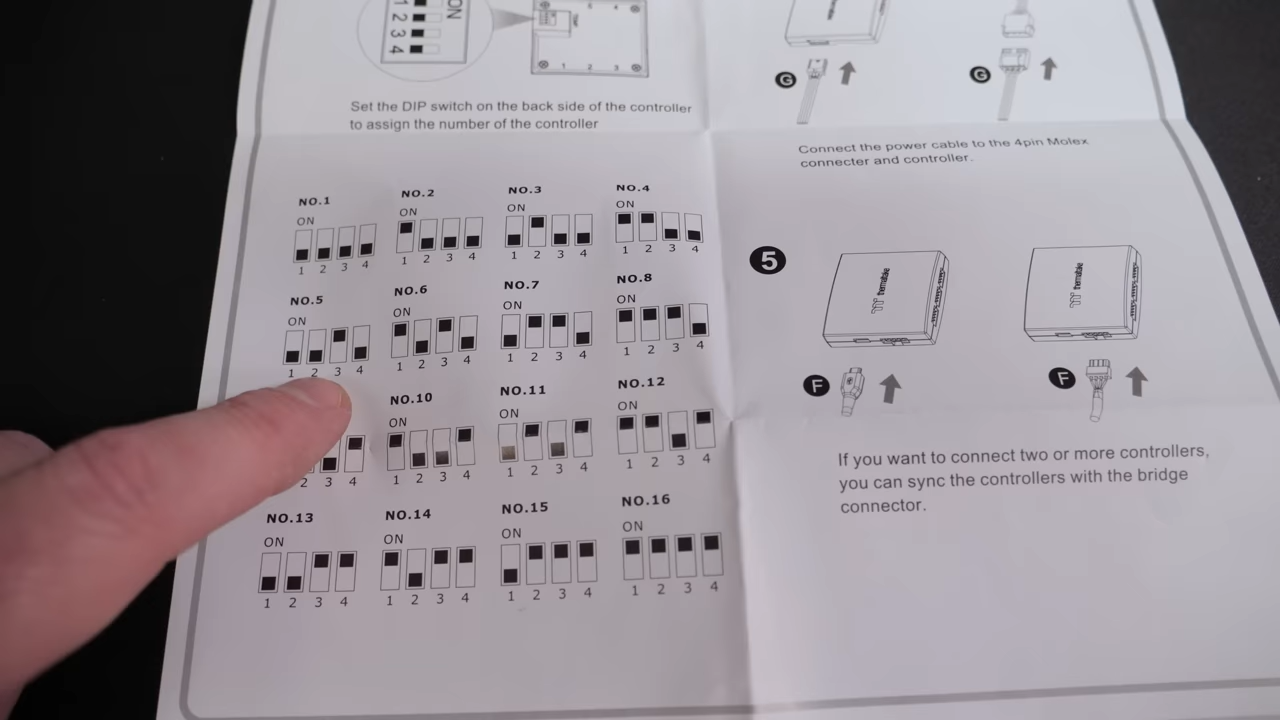 ON
1
2
3
4
5 4
1 2 3
Set the DIP switch on the back side of the controller
to assign the number of the controller
G
G
Connect the power cable to the 4pin Molex
connecter and controller.
NO.1 NO.2 NO.3 NO.4
ON ON ON ON
1 2 3 4 1 2 3 4 1 2 3 4 1 2 3 4
NO.5 NO.6 NO.7 NO.8
ON ON ON ON
1 2 3 4 1 2 3 4 1 2 3 4 1 2 3 4
NO.10 NO.11 NO.12
ON ON ON
2 3 4 1 2 3 4 1 2 3 4 1 2 3 4
NO.13 NO.14 NO.15 NO.16
ON ON ON ON
1 2 3 4 1 2 3 4 1 2 3 4 1 2 3 4
5
thermaltake
thermaltake
F
F
If you want to connect two or more controllers,
you can sync the controllers with the bridge
connector.